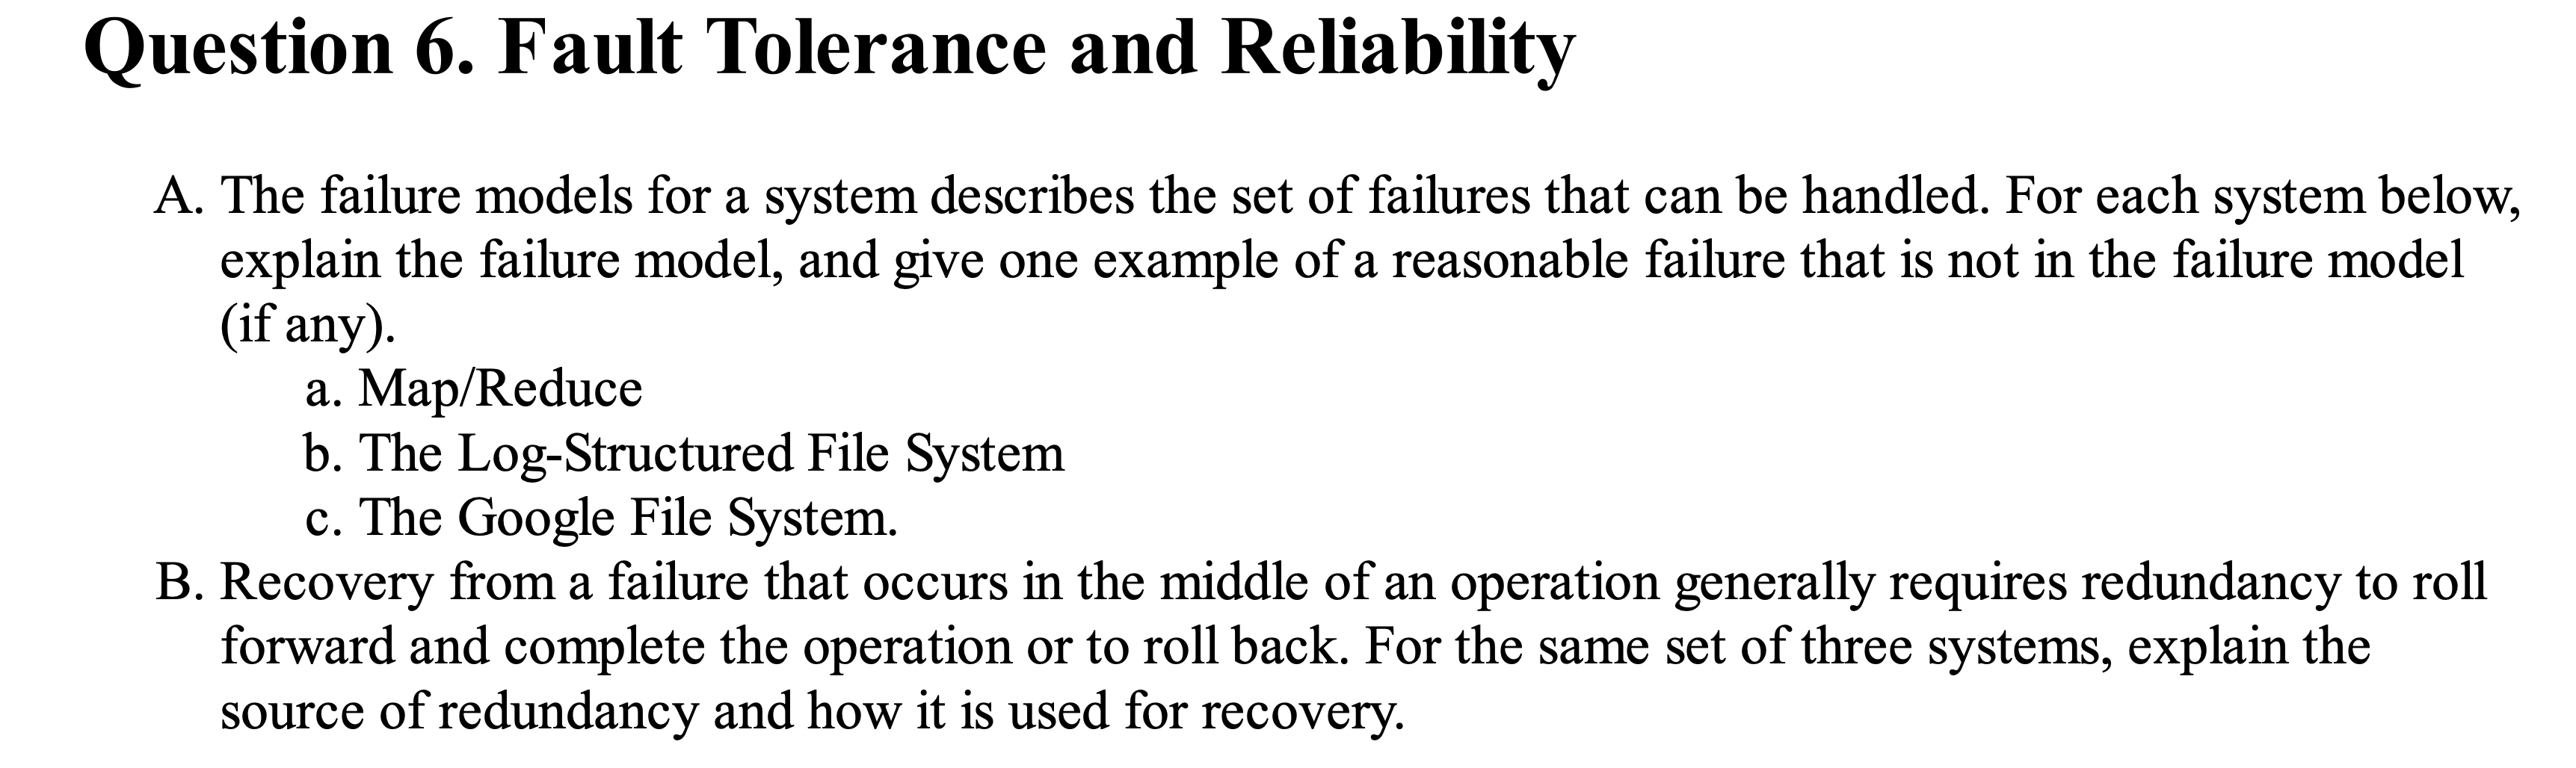 Question 6. Fault Tolerance and Reliability
A. The failure models for a system describes the set of failures that can be handled. For each system below,
explain the failure model, and give one example of a reasonable failure that is not in the failure model
(if any).
a. Map/Reduce
b. The Log-Structured File System
c. The Google File System.
B. Recovery from a failure that occurs in the middle of an operation generally requires redundancy to roll
forward and complete the operation or to roll back. For the same set of three systems, explain the
source of redundancy and how it is used for recovery.